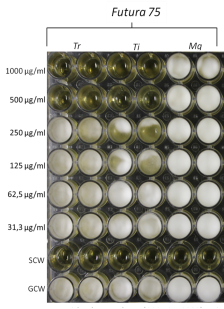 Futura 75
Tr Ti Mq
1000 µg/ml
500 µg/ml
250 µg/ml
125 µg/ml
62,5 µg/ml
31,3 µg/ml
SCW
GCW